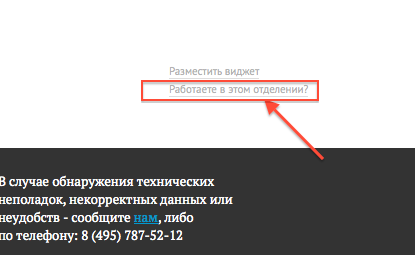 Разместить виджет
Работаете в этом отделении?
В случае обнаружения технических
неполадок, некорректных данных или
неудобств - сообщите нам, либо
по телефону: 8 (495) 787-52-12